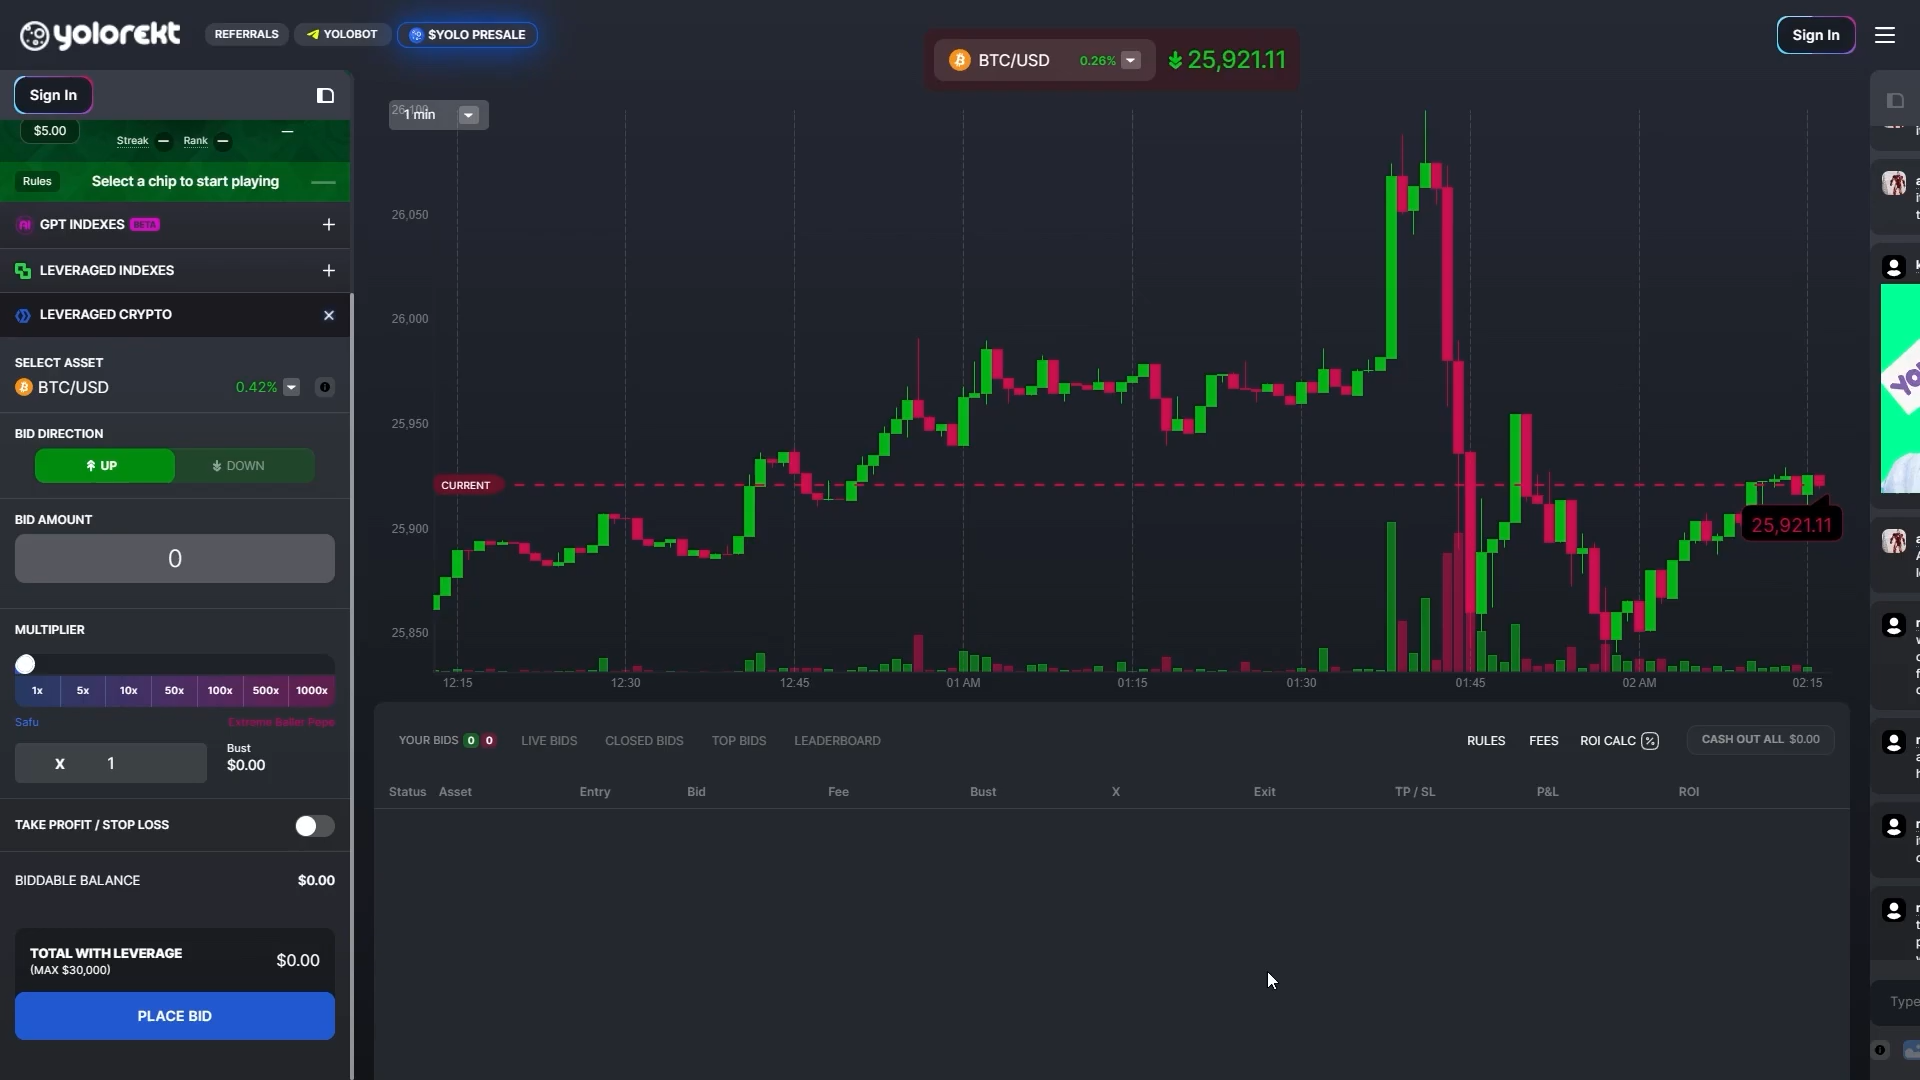 yolorekt
REFERRALS
YOLOBOT
$YOLO PRESALE
BTC/USD 0.26% 25,921.11
Sign In
Sign In
$5.00
Streak — Rank —
Rules
Select a chip to start playing
AI GPT INDEXES BETA
LEVERAGED INDEXES
LEVERAGED CRYPTO
SELECT ASSET
BTC/USD 0.42%
BID DIRECTION
UP DOWN
BID AMOUNT
0
MULTIPLIER
1x 5x 10x 50x 100x 500x 1000x
Safu Extreme Baller Pepe
X 1
Bust
$0.00
TAKE PROFIT / STOP LOSS
BIDDABLE BALANCE $0.00
TOTAL WITH LEVERAGE
(MAX $30,000)
$0.00
PLACE BID
1 min
26,100
26,050
26,000
25,950
CURRENT
25,900
25,850
25,921.11
12:15 12:30 12:45 01 AM 01:15 01:30 01:45 02 AM 02:15
YOUR BIDS 0 0 LIVE BIDS CLOSED BIDS TOP BIDS LEADERBOARD RULES FEES ROI CALC % CASH OUT ALL $0.00
Status Asset Entry Bid Fee Bust X Exit TP / SL P&L ROI
Type